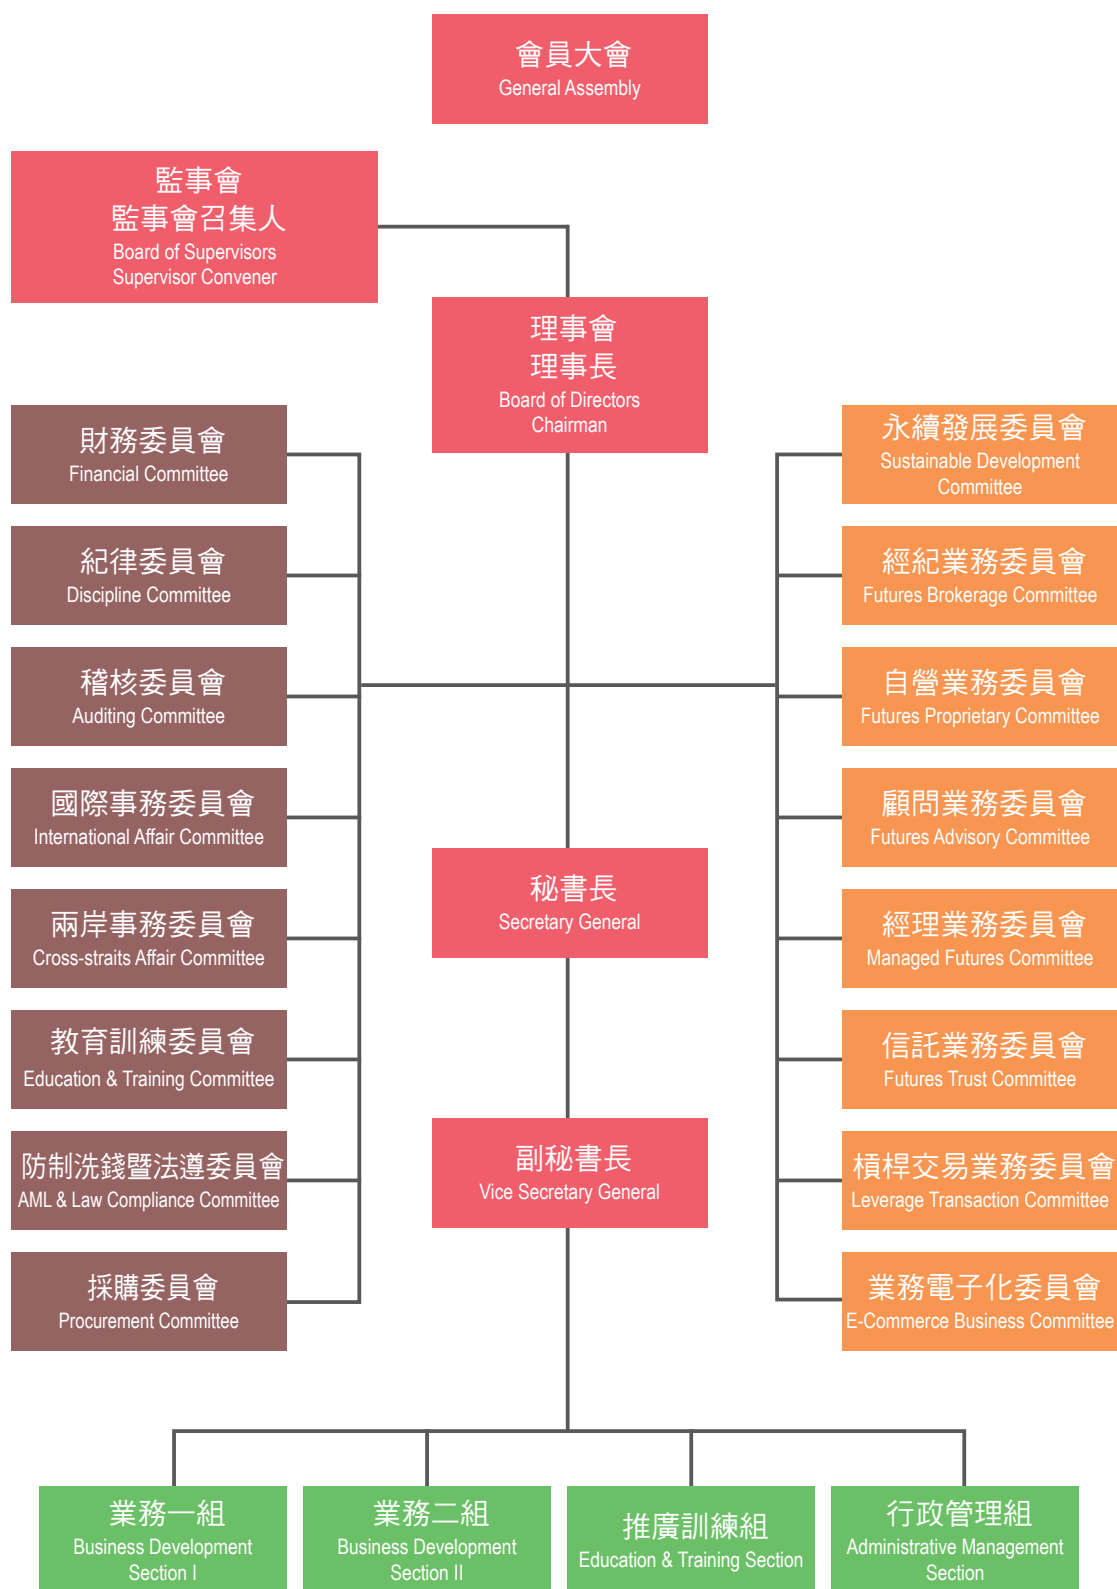 會員大會
General Assembly
監事會
監事會召集人
Board of Supervisors
Supervisor Convener
理事會
理事長
Board of Directors
Chairman
財務委員會
Financial Committee
紀律委員會
Discipline Committee
稽核委員會
Auditing Committee
國際事務委員會
International Affair Committee
兩岸事務委員會
Cross-straits Affair Committee
教育訓練委員會
Education & Training Committee
防制洗錢暨法遵委員會
AML & Law Compliance Committee
採購委員會
Procurement Committee
永續發展委員會
Sustainable Development
Committee
經紀業務委員會
Futures Brokerage Committee
自營業務委員會
Futures Proprietary Committee
顧問業務委員會
Futures Advisory Committee
經理業務委員會
Managed Futures Committee
信託業務委員會
Futures Trust Committee
槓桿交易業務委員會
Leverage Transaction Committee
業務電子化委員會
E-Commerce Business Committee
秘書長
Secretary General
副秘書長
Vice Secretary General
業務一組
Business Development
Section I
業務二組
Business Development
Section II
推廣訓練組
Education & Training Section
行政管理組
Administrative Management
Section